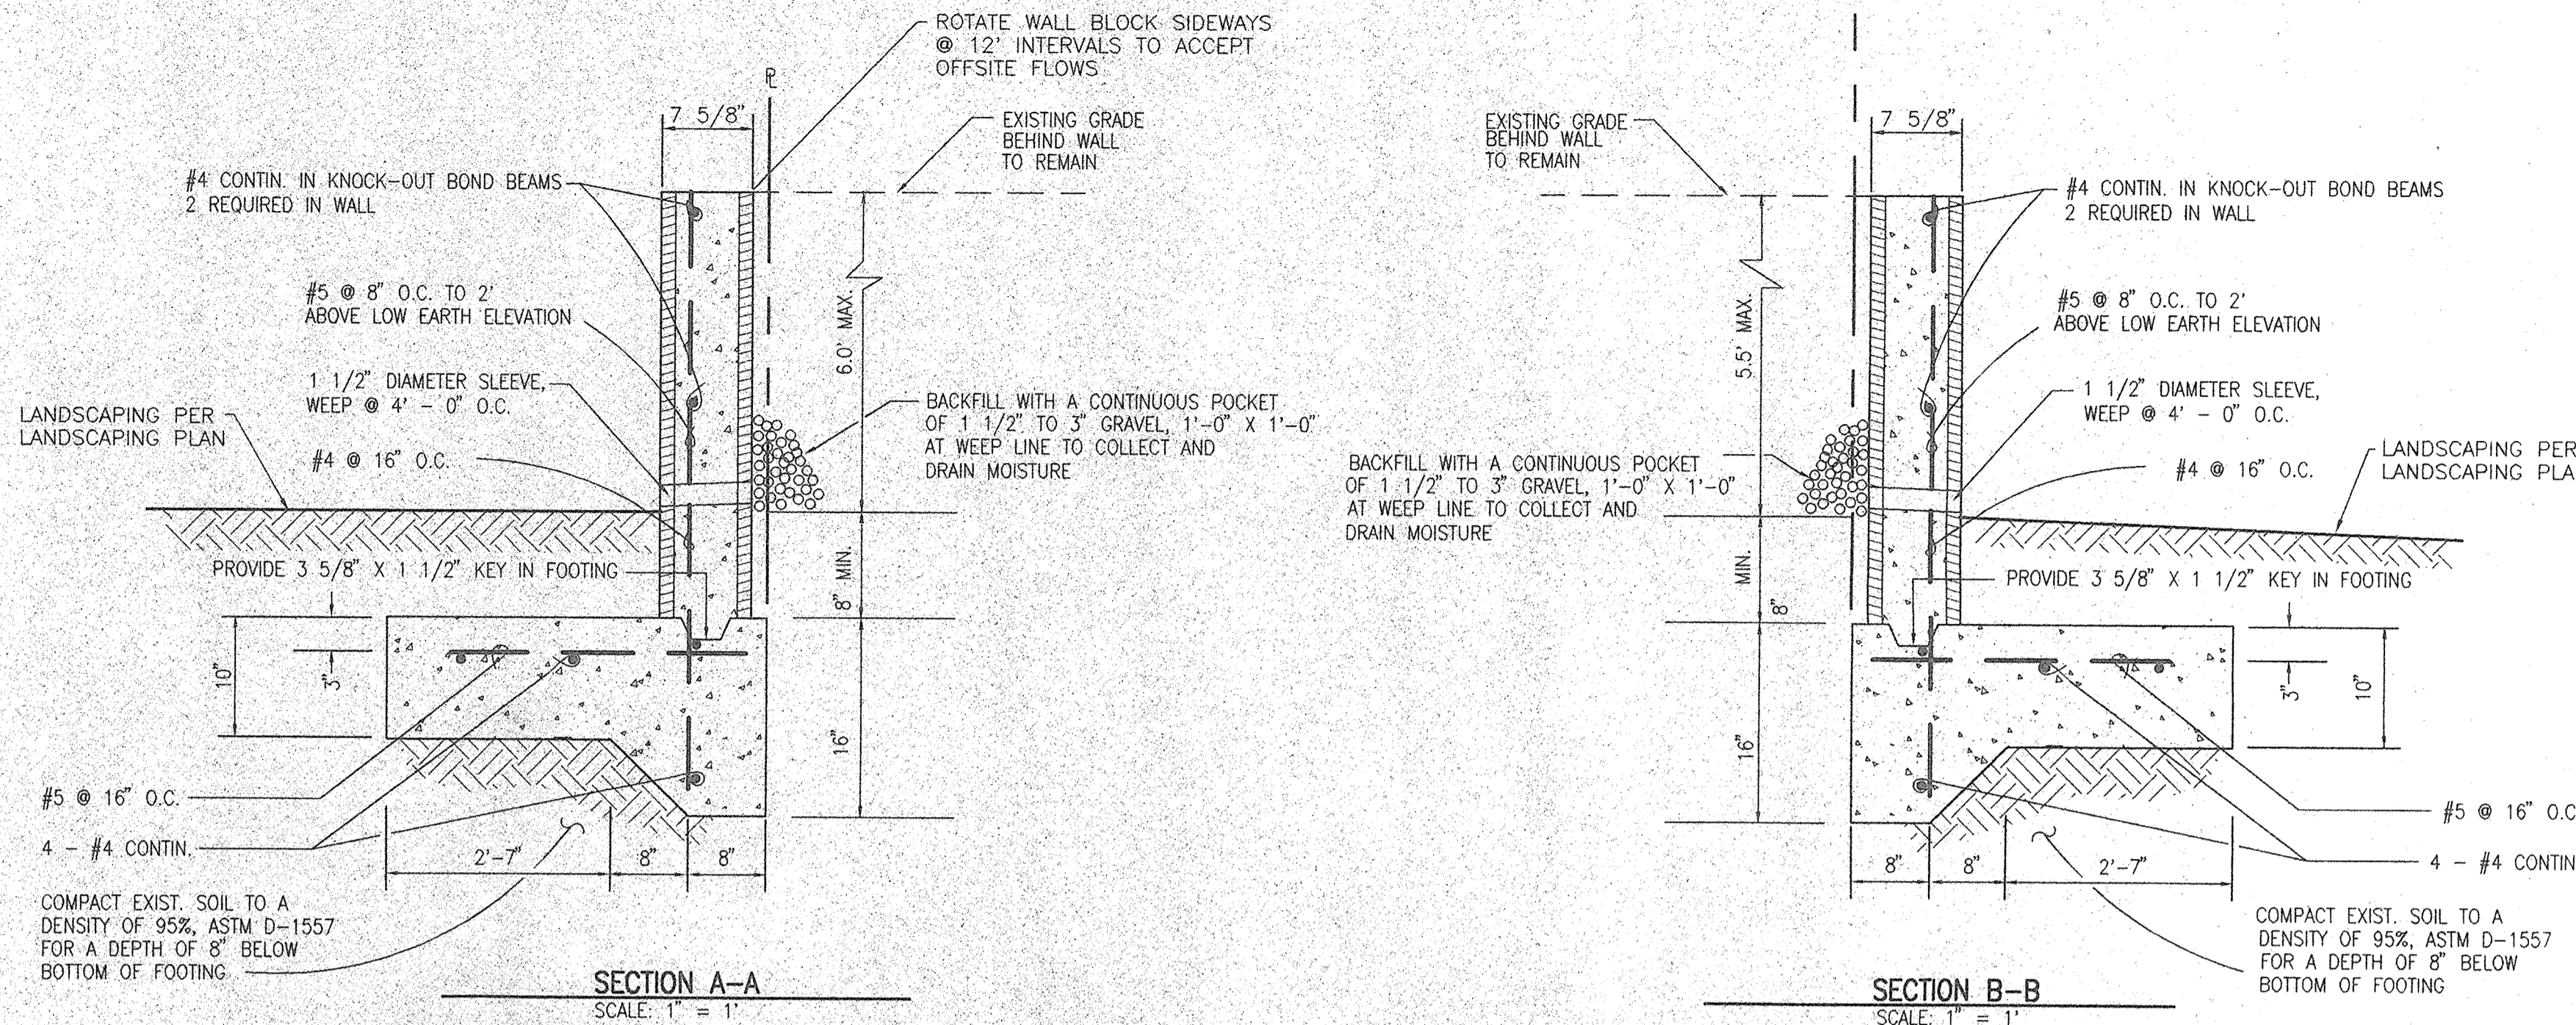 ROTATE WALL BLOCK SIDEWAYS
@ 12' INTERVALS TO ACCEPT
OFFSITE FLOWS
PL
7 5/8"
EXISTING GRADE
BEHIND WALL
TO REMAIN
#4 CONTIN. IN KNOCK-OUT BOND BEAMS
2 REQUIRED IN WALL
#5 @ 8" O.C. TO 2'
ABOVE LOW EARTH ELEVATION
6.0' MAX.
1 1/2" DIAMETER SLEEVE,
WEEP @ 4' - 0" O.C.
LANDSCAPING PER
LANDSCAPING PLAN
BACKFILL WITH A CONTINUOUS POCKET
OF 1 1/2" TO 3" GRAVEL, 1'-0" X 1'-0"
AT WEEP LINE TO COLLECT AND
DRAIN MOISTURE
#4 @ 16" O.C.
PROVIDE 3 5/8" X 1 1/2" KEY IN FOOTING
8" MIN.
10"
3"
16"
#5 @ 16" O.C.
4 - #4 CONTIN.
2'-7"
8"
8"
COMPACT EXIST. SOIL TO A
DENSITY OF 95%, ASTM D-1557
FOR A DEPTH OF 8" BELOW
BOTTOM OF FOOTING
SECTION A-A
SCALE: 1" = 1'
EXISTING GRADE
BEHIND WALL
TO REMAIN
7 5/8"
#4 CONTIN. IN KNOCK-OUT BOND BEAMS
2 REQUIRED IN WALL
5.5' MAX.
#5 @ 8" O.C. TO 2'
ABOVE LOW EARTH ELEVATION
1 1/2" DIAMETER SLEEVE,
WEEP @ 4' - 0" O.C.
BACKFILL WITH A CONTINUOUS POCKET
OF 1 1/2" TO 3" GRAVEL, 1'-0" X 1'-0"
AT WEEP LINE TO COLLECT AND
DRAIN MOISTURE
#4 @ 16" O.C.
LANDSCAPING PER
LANDSCAPING PLA
MIN.
8"
PROVIDE 3 5/8" X 1 1/2" KEY IN FOOTING
16"
3"
10"
#5 @ 16" O.C
4 - #4 CONTIN
8"
8"
2'-7"
COMPACT EXIST. SOIL TO A
DENSITY OF 95%, ASTM D-1557
FOR A DEPTH OF 8" BELOW
BOTTOM OF FOOTING
SECTION B-B
SCALE: 1" = 1'